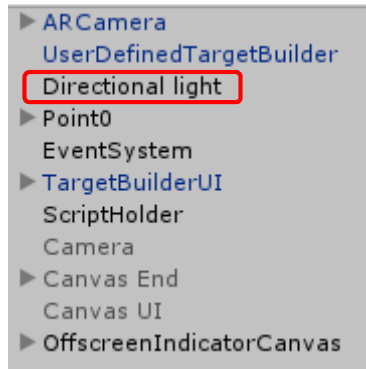 ARCamera
UserDefinedTargetBuilder
Directional light
Point0
EventSystem
TargetBuilderUI
ScriptHolder
Camera
Canvas End
Canvas UI
OffscreenIndicatorCanvas